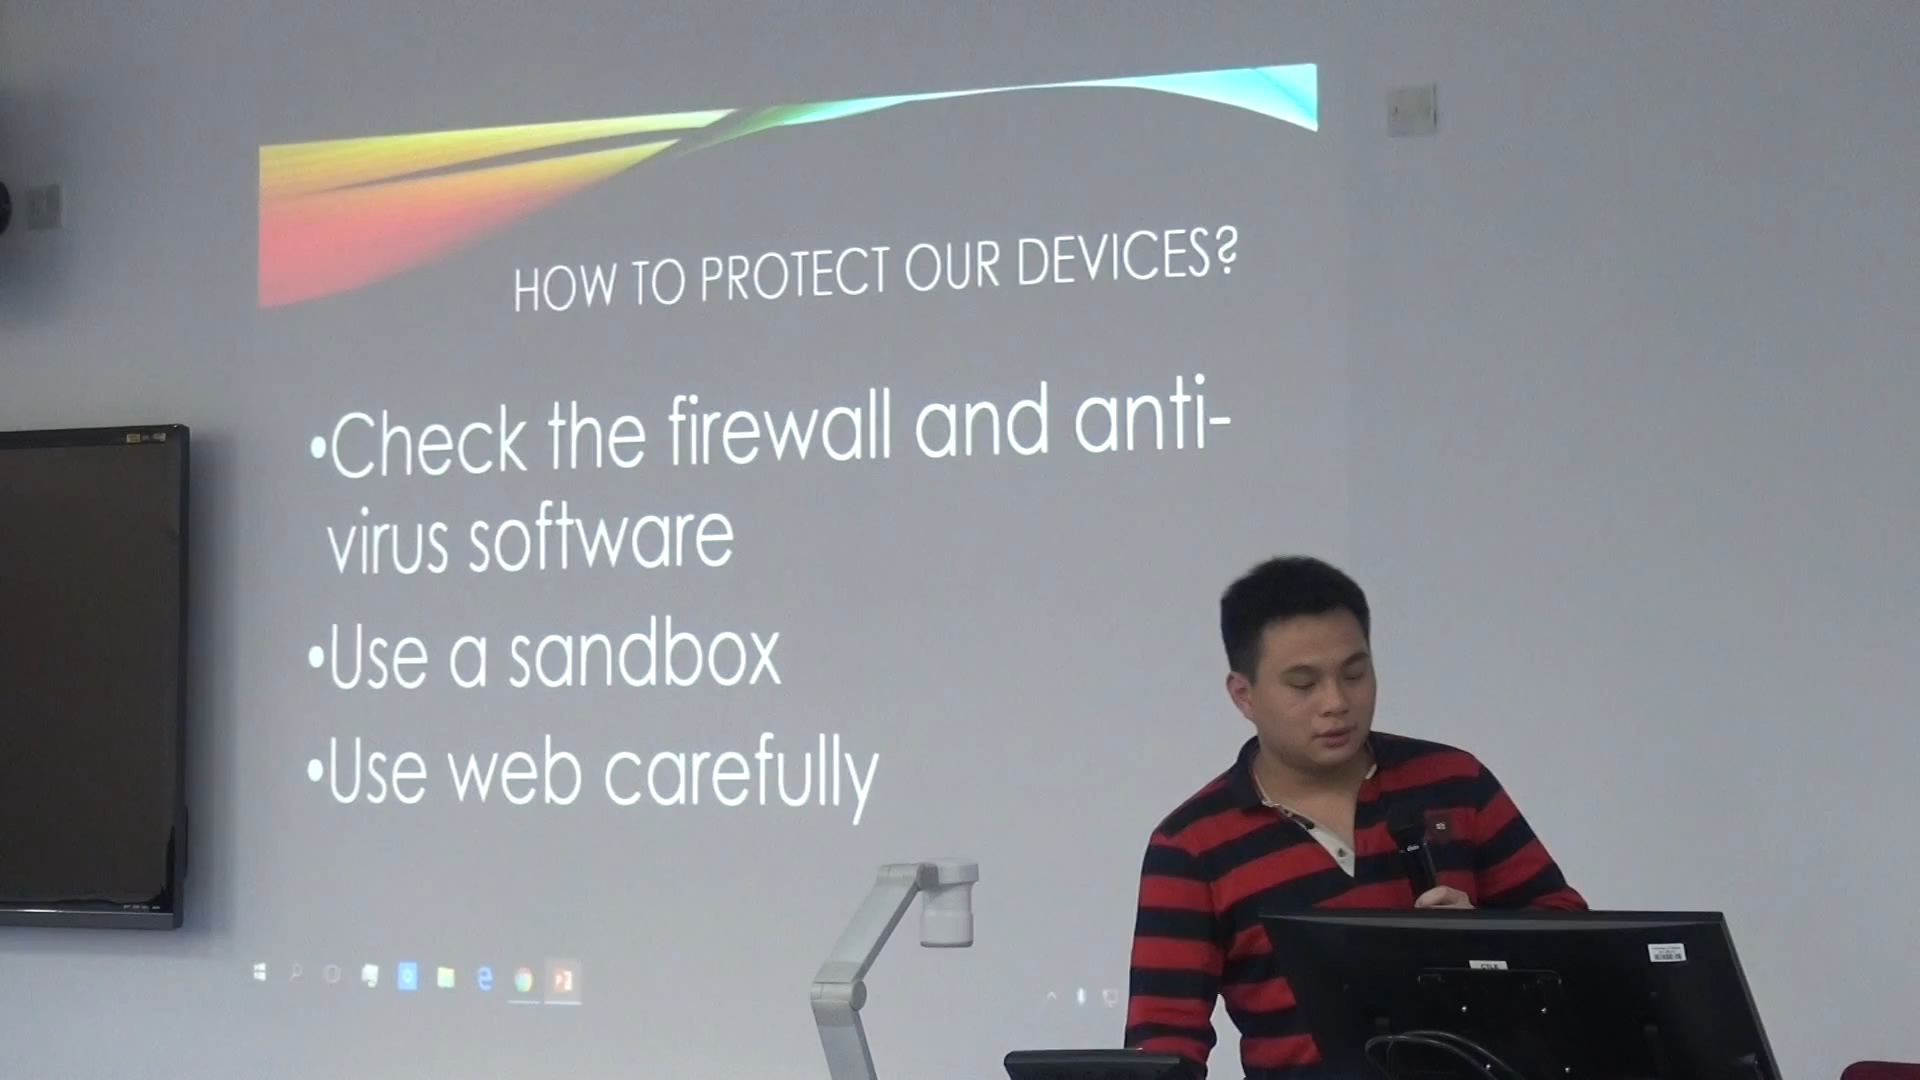 HOW TO PROTECT OUR DEVICES?
•Check the firewall and anti-
virus software
•Use a sandbox
•Use web carefully